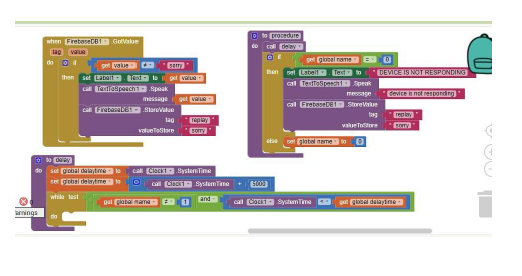 when FirebaseDB1 .GotValue
tag value
do if get value ≠ " sorry "
then set Label1 . Text to get value
call TextToSpeech1 .Speak
message get value
call FirebaseDB1 .StoreValue
tag " replay "
valueToStore " sorry "
to procedure
do call delay
if get global name = 0
then set Label1 . Text to " DEVICE IS NOT RESPONDING "
call TextToSpeech1 .Speak
message " device is not responding "
call FirebaseDB1 .StoreValue
tag " replay "
valueToStore " sorry "
else set global name to 0
to delay
do set global delaytime to call Clock1 .SystemTime
set global delaytime to call Clock1 .SystemTime + 5000
while test get global name ≠ 1 and call Clock1 .SystemTime < get global delaytime
do
0
arnings